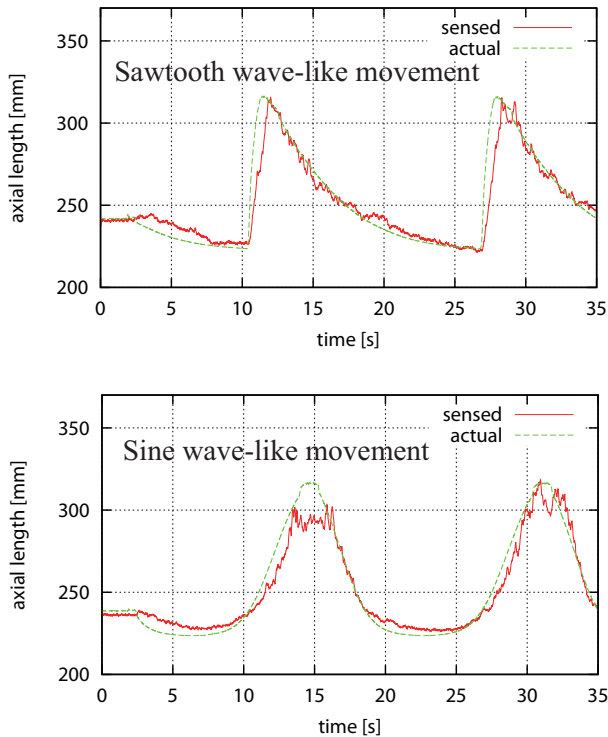 350
300
250
200
axial length [mm]
sensed
actual
Sawtooth wave-like movement
0 5 10 15 20 25 30 35
time [s]
350
300
250
200
axial length [mm]
sensed
actual
Sine wave-like movement
0 5 10 15 20 25 30 35
time [s]